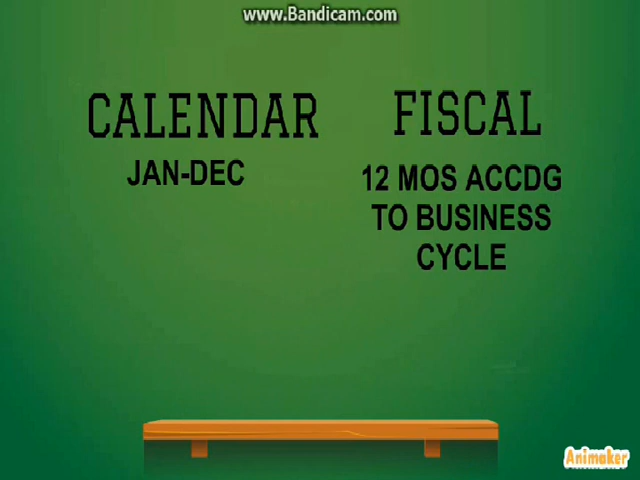 www.Bandicam.com
CALENDAR
JAN-DEC
FISCAL
12 MOS ACCDG
TO BUSINESS
CYCLE
Animaker